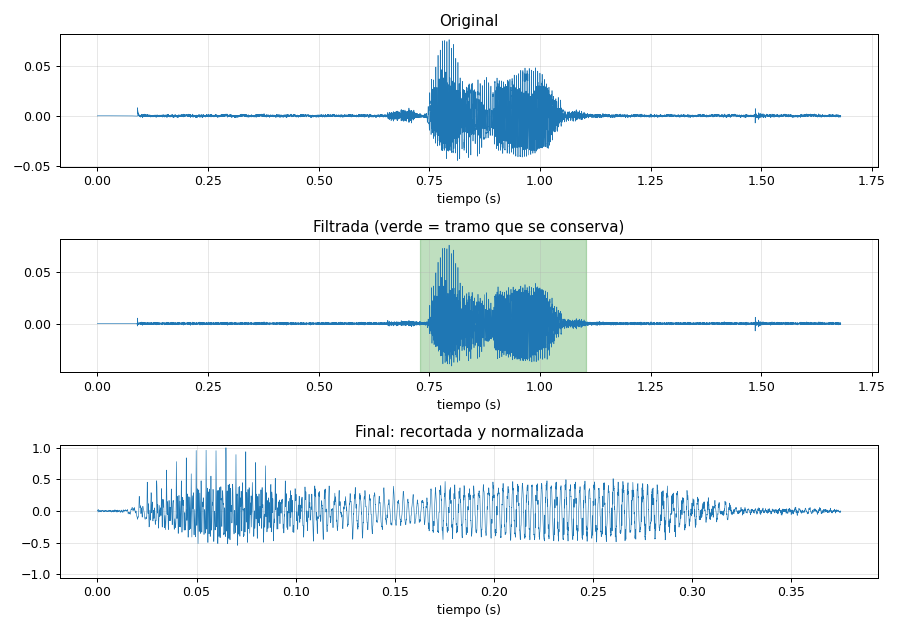 Original
0.05
0.00
−0.05
0.00 0.25 0.50 0.75 1.00 1.25 1.50 1.75
tiempo (s)
Filtrada (verde = tramo que se conserva)
0.05
0.00
0.00 0.25 0.50 0.75 1.00 1.25 1.50 1.75
tiempo (s)
Final: recortada y normalizada
1.0
0.5
0.0
−0.5
−1.0
0.00 0.05 0.10 0.15 0.20 0.25 0.30 0.35
tiempo (s)